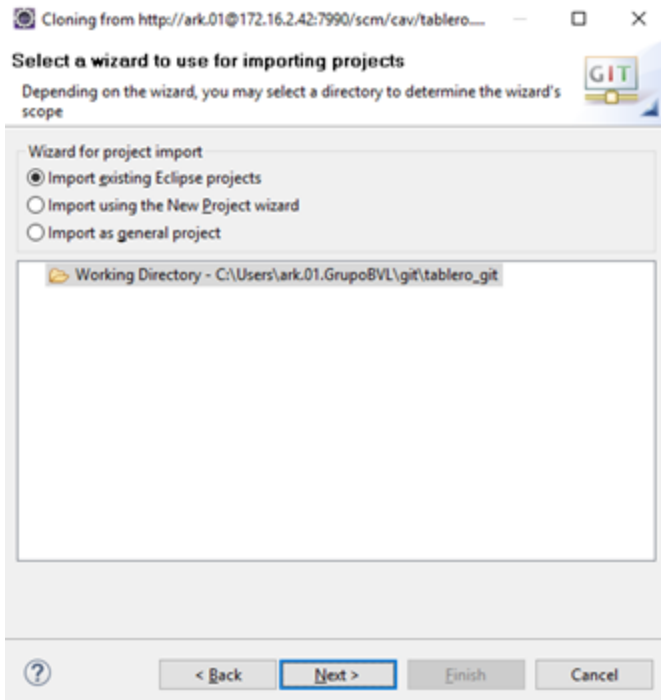 Cloning from http://ark.01@172.16.2.42:7990/scm/cav/tablero....
Select a wizard to use for importing projects
Depending on the wizard, you may select a directory to determine the wizard's
scope
GIT
Wizard for project import
Import existing Eclipse projects
Import using the New Project wizard
Import as general project
Working Directory - C:\Users\ark.01.GrupoBVL\git\tablero_git
?
< Back
Next >
Finish
Cancel